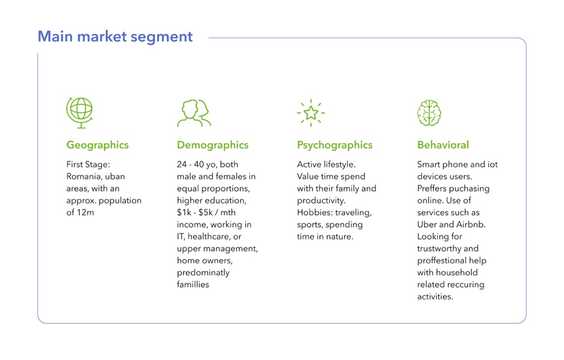 Main market segment
Geographics
First Stage:
Romania, uban
areas, with an
approx. population
of 12m
Demographics
24 - 40 yo, both
male and females in
equal proportions,
higher education,
$1k - $5k / mth
income, working in
IT, healthcare, or
upper management,
home owners,
predominatly
famillies
Psychographics
Active lifestyle.
Value time spend
with their family and
productivity.
Hobbies: traveling,
sports, spending
time in nature.
Behavioral
Smart phone and iot
devices users.
Preffers puchasing
online. Use of
services such as
Uber and Airbnb.
Looking for
trustworthy and
proffestional help
with household
related reccuring
activities.